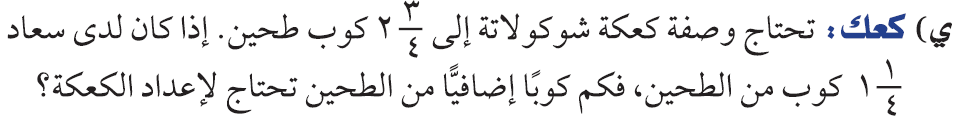 ي) كعك: تحتاج وصفة كعكة شوكولاتة إلى ٣/٤ ٢ كوب طحين. إذا كان لدى سعاد
١/٤ ١ كوب من الطحين، فكم كوبًا إضافيًّا من الطحين تحتاج لإعداد الكعكة؟